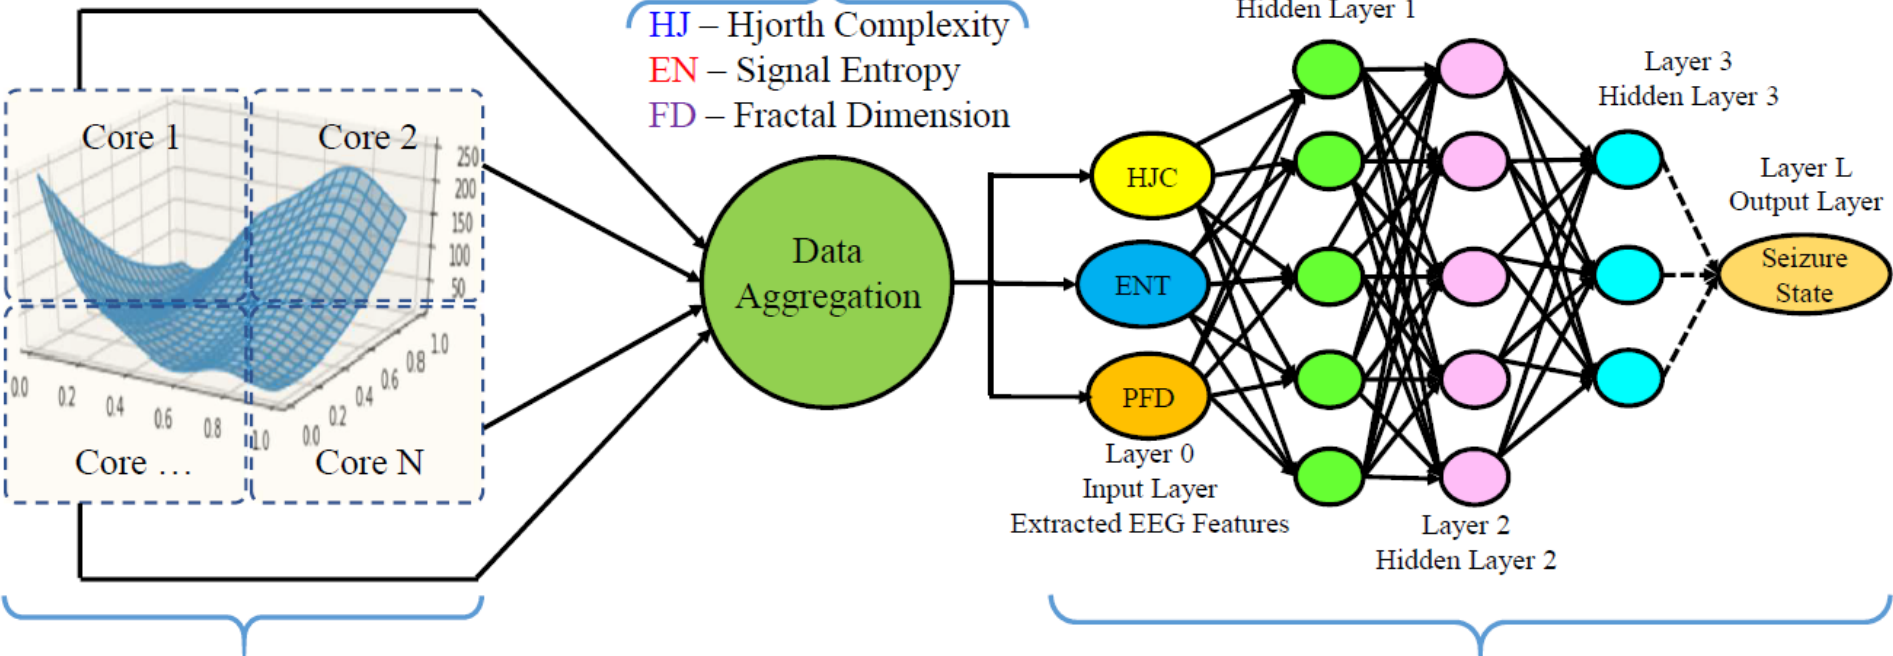 Hidden Layer 1
HJ – Hjorth Complexity
EN – Signal Entropy
FD – Fractal Dimension
Core 1
Core 2
Core …
Core N
250
200
150
100
50
0.0
0.2
0.4
0.6
0.8
1.0
0.0
0.2
0.4
0.6
0.8
1.0
Data
Aggregation
HJC
ENT
PFD
Layer 0
Input Layer
Extracted EEG Features
Layer 2
Hidden Layer 2
Layer 3
Hidden Layer 3
Layer L
Output Layer
Seizure
State